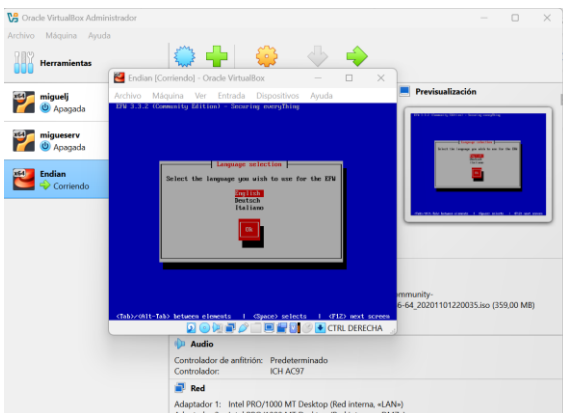 Oracle VirtualBox Administrador
Archivo Máquina Ayuda
Herramientas
miguelj
Apagada
migueserv
Apagada
Endian
Corriendo
Endian [Corriendo] - Oracle VirtualBox
Archivo Máquina Ver Entrada Dispositivos Ayuda
EFW 3.3.2 (Community Edition) - Securing everything
Language selection
Select the language you wish to use for the EFW
English
Deutsch
Italiano
Ok
<Tab>/<Alt-Tab> between elements | <Space> selects | <F12> next screen
CTRL DERECHA
Previsualización
mmunity-
6-64_20201101220035.iso (359,00 MB)
Audio
Controlador de anfitrión: Predeterminado
Controlador: ICH AC97
Red
Adaptador 1: Intel PRO/1000 MT Desktop (Red interna, «LAN»)